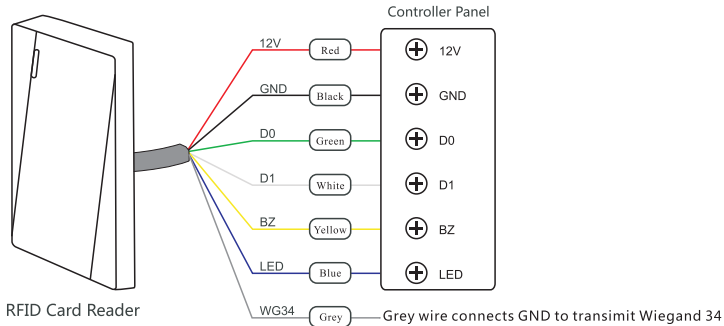 Controller Panel
12V Red 12V
GND Black GND
D0 Green D0
D1 White D1
BZ Yellow BZ
LED Blue LED
WG34 Grey Grey wire connects GND to transimit Wiegand 34
RFID Card Reader